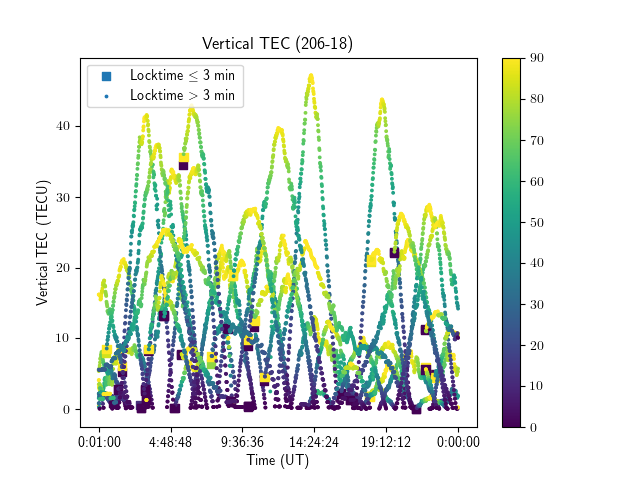 Vertical TEC (206-18)
Locktime ≤ 3 min
Locktime > 3 min
Vertical TEC (TECU)
40
30
20
10
0
0:01:00 4:48:48 9:36:36 14:24:24 19:12:12 0:00:00
Time (UT)
90
80
70
60
50
40
30
20
10
0